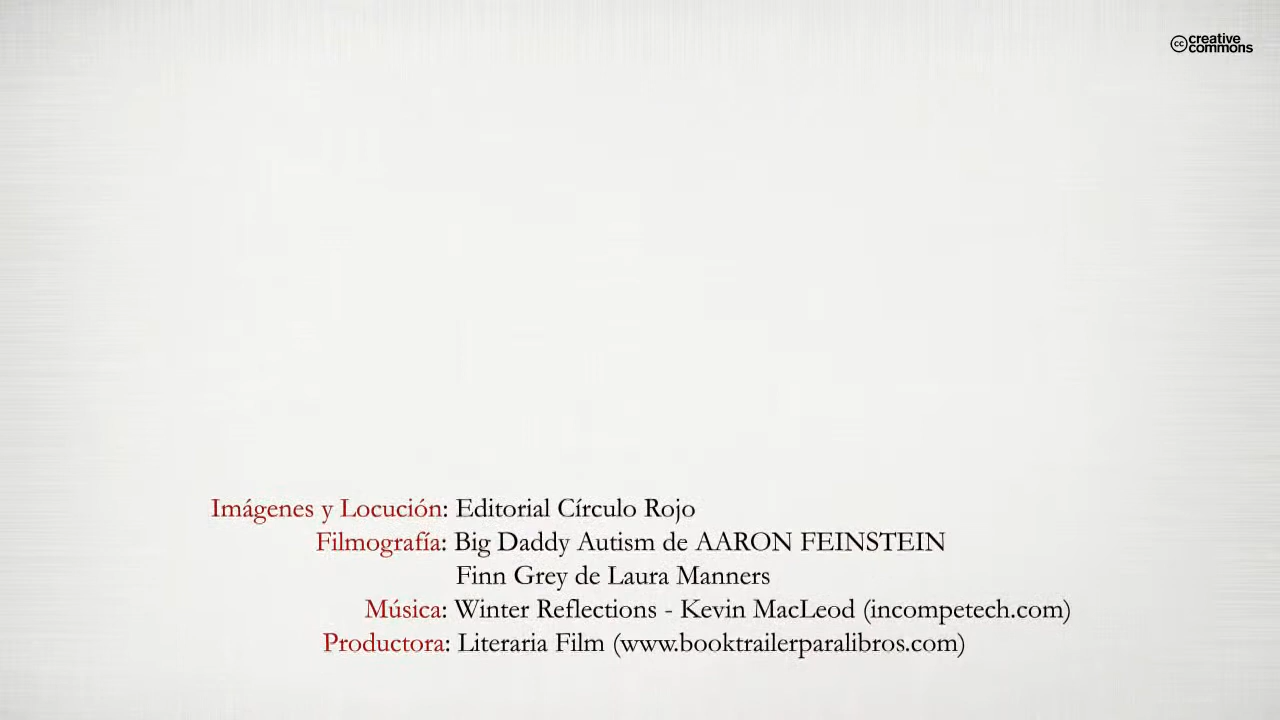 cc creative
commons
Imágenes y Locución: Editorial Círculo Rojo
Filmografía: Big Daddy Autism de AARON FEINSTEIN
Finn Grey de Laura Manners
Música: Winter Reflections - Kevin MacLeod (incompetech.com)
Productora: Literaria Film (www.booktrailerparalibros.com)